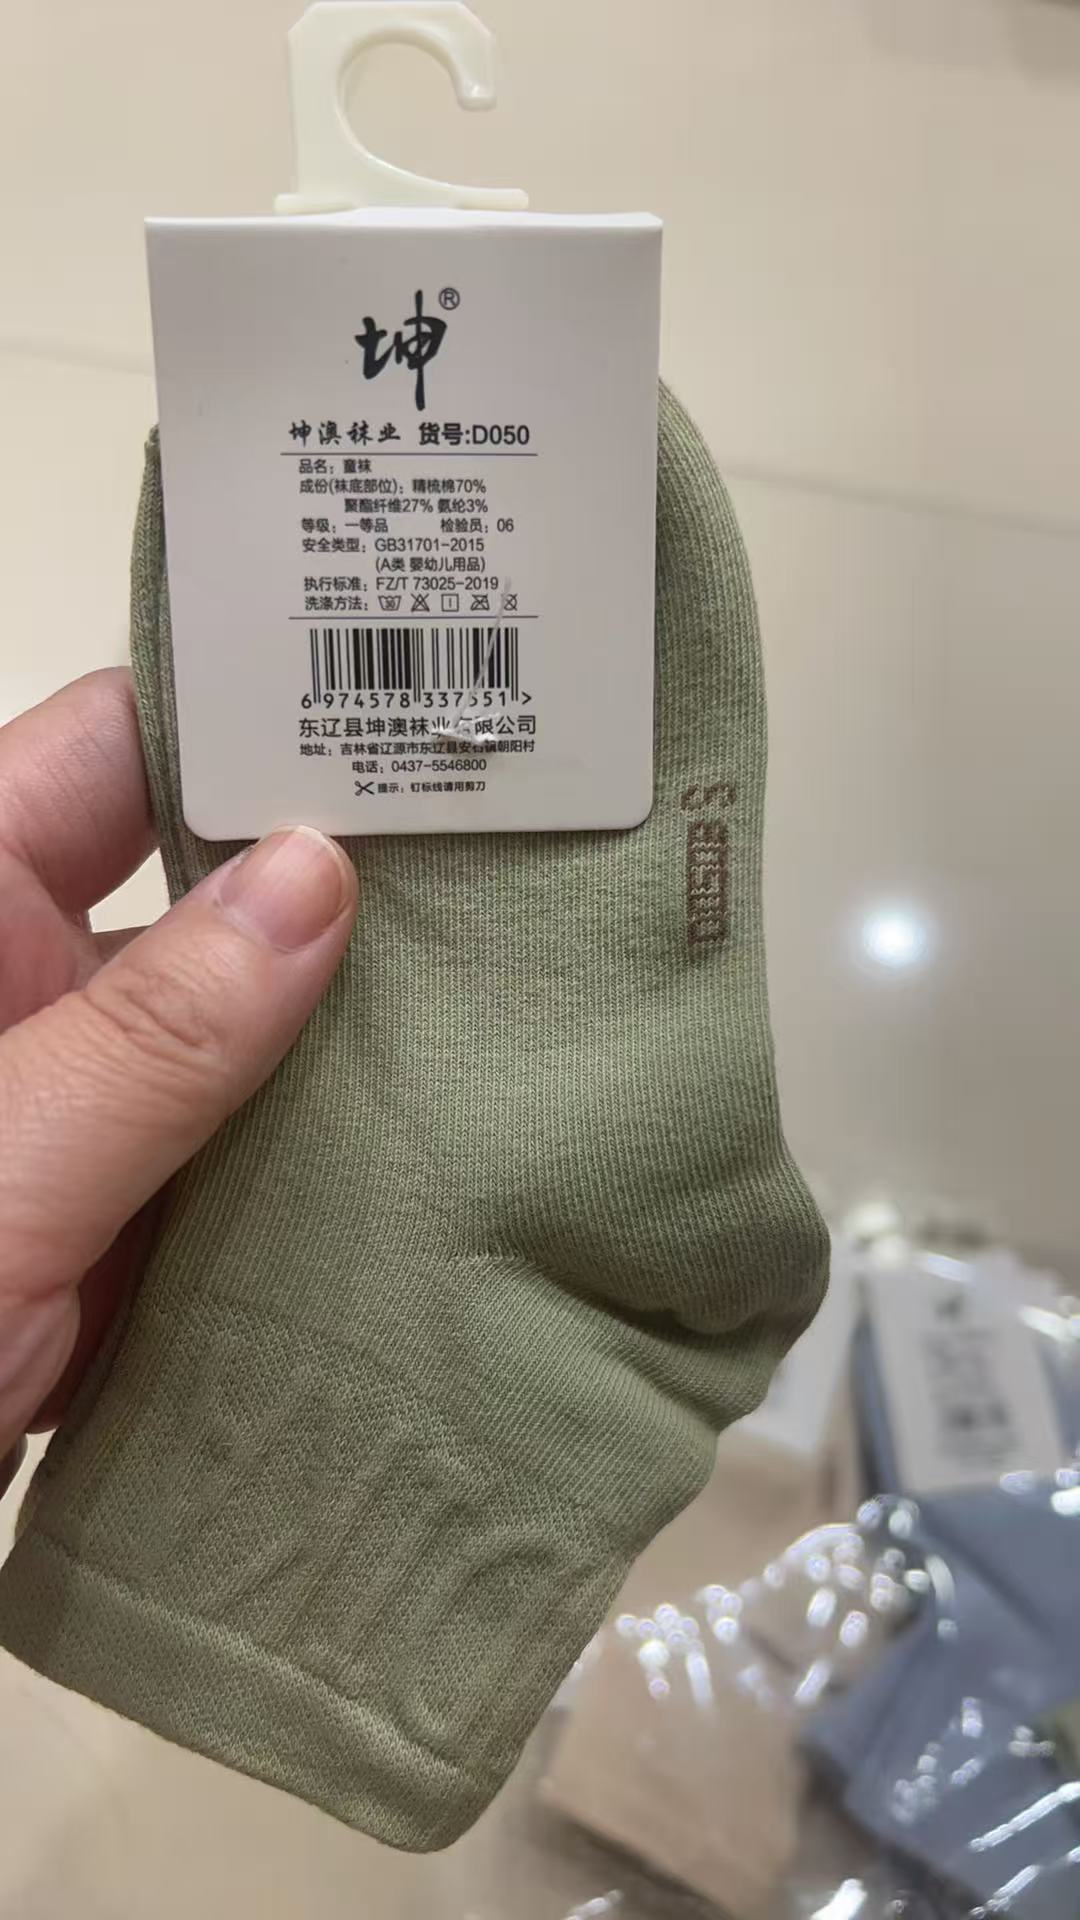 坤®
坤澳袜业 货号:D050
品名：童袜
成份(袜底部位)：精梳棉70%
聚酯纤维27% 氨纶3%
等级：一等品 检验员：06
安全类型：GB31701-2015
(A类 婴幼儿用品)
执行标准：FZ/T 73025-2019
洗涤方法：
6 974578 337551 >
东辽县坤澳袜业有限公司
地址：吉林省辽源市东辽县安石镇朝阳村
电话：0437-5546800
提示：钉标线请用剪刀
S